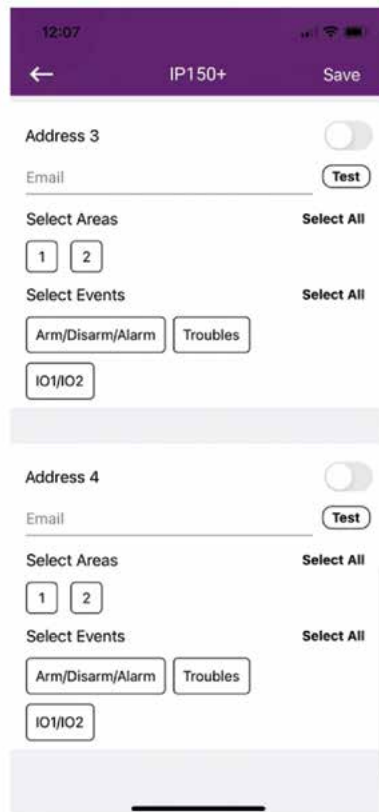 12:07
IP150+ Save
Address 3
Email Test
Select Areas Select All
1 2
Select Events Select All
Arm/Disarm/Alarm Troubles
IO1/IO2
Address 4
Email Test
Select Areas Select All
1 2
Select Events Select All
Arm/Disarm/Alarm Troubles
IO1/IO2